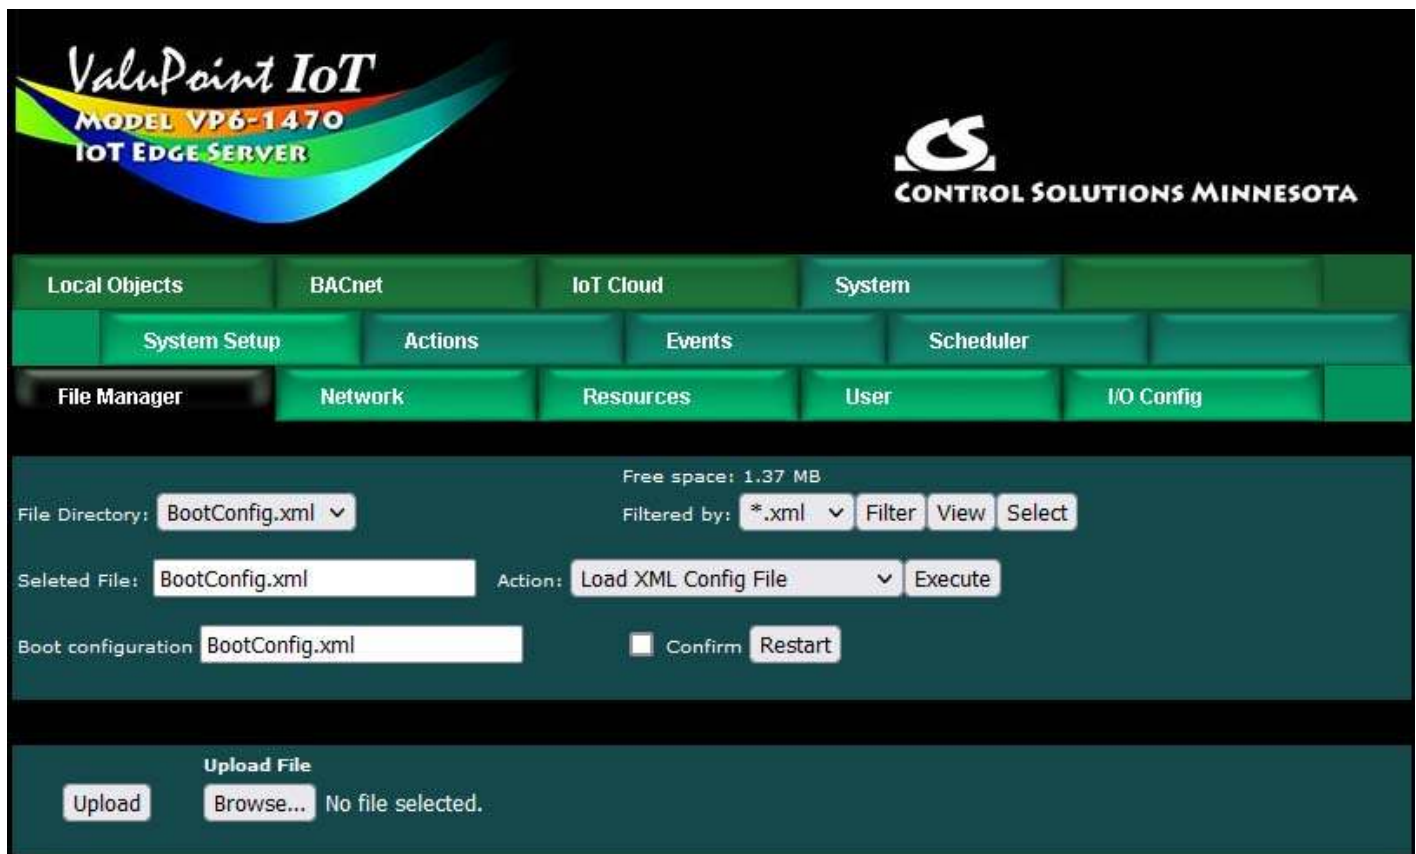 ValuPoint IoT
MODEL VP6-1470
IOT EDGE SERVER
CS
CONTROL SOLUTIONS MINNESOTA
Local Objects BACnet IoT Cloud System
System Setup Actions Events Scheduler
File Manager Network Resources User I/O Config
Free space: 1.37 MB
File Directory: BootConfig.xml Filtered by: *.xml Filter View Select
Seleted File: BootConfig.xml Action: Load XML Config File Execute
Boot configuration BootConfig.xml Confirm Restart
Upload File
Upload Browse... No file selected.